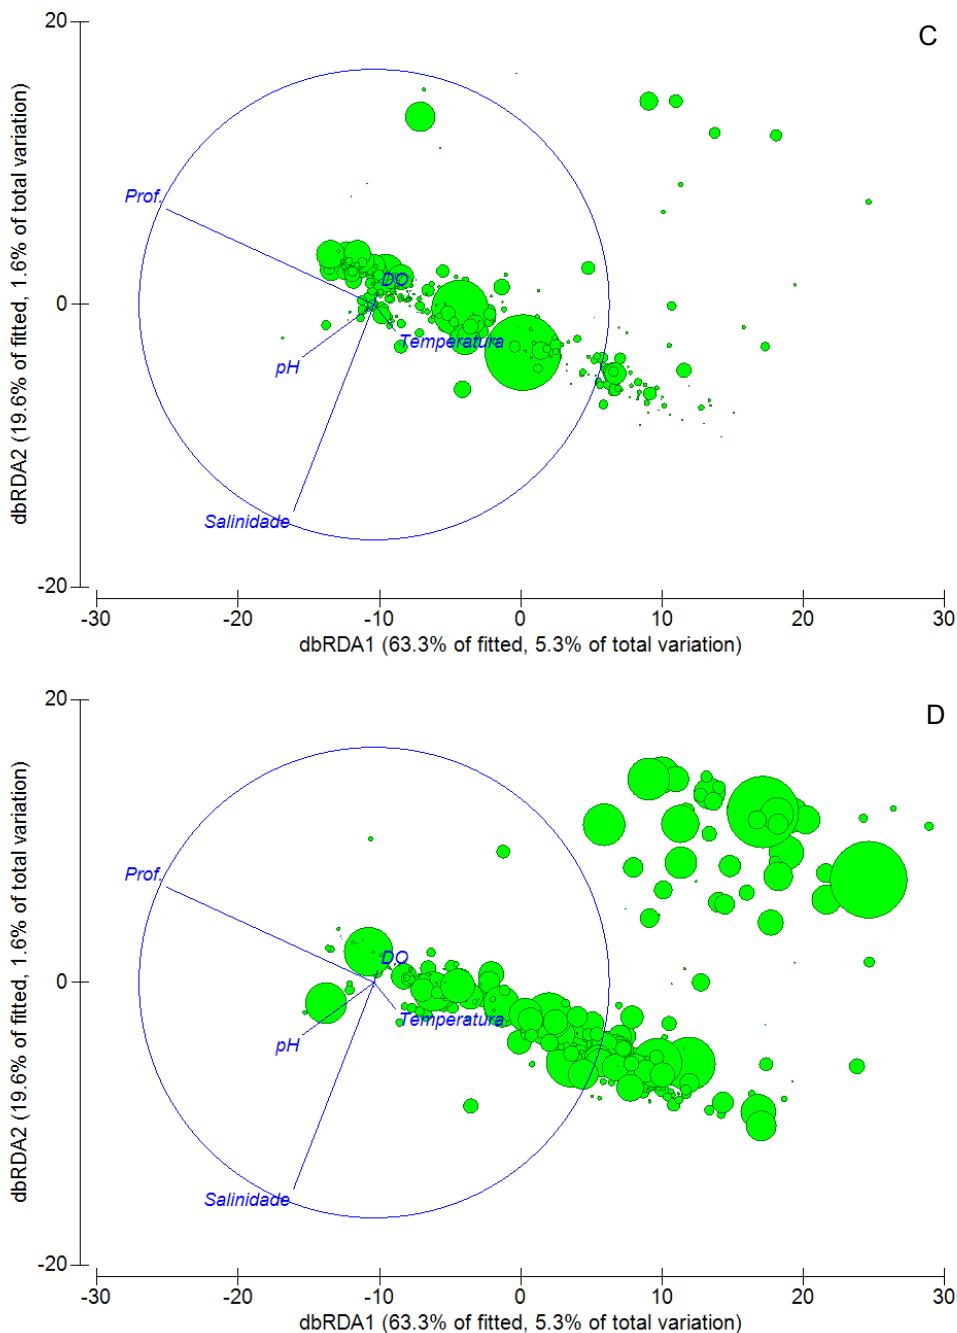 C
20
0
-20
dbRDA2 (19.6% of fitted, 1.6% of total variation)
Prof.
DO
Temperatura
pH
Salinidade
-30 -20 -10 0 10 20 30
dbRDA1 (63.3% of fitted, 5.3% of total variation)
D
20
0
-20
dbRDA2 (19.6% of fitted, 1.6% of total variation)
Prof.
DO
Temperatura
pH
Salinidade
-30 -20 -10 0 10 20 30
dbRDA1 (63.3% of fitted, 5.3% of total variation)